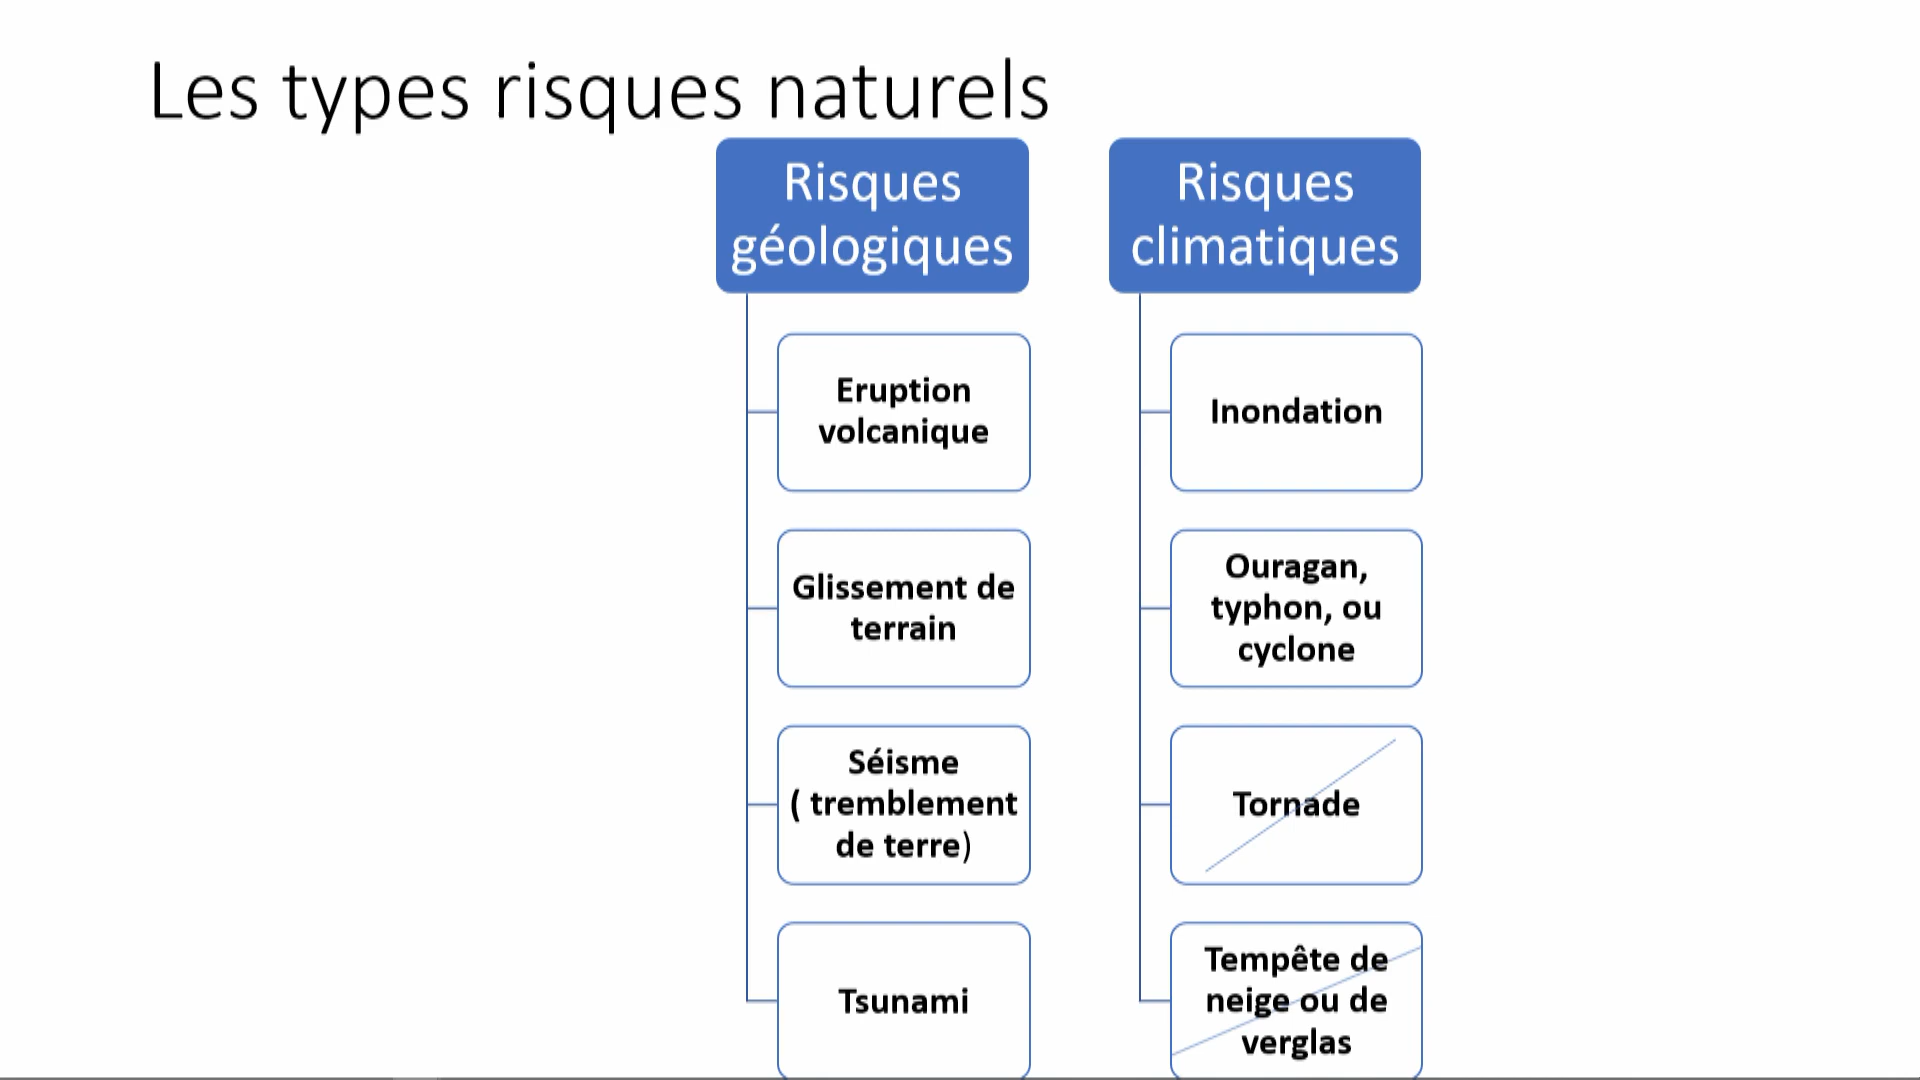 Les types risques naturels
Risques
géologiques
Eruption
volcanique
Glissement de
terrain
Séisme
( tremblement
de terre)
Tsunami
Risques
climatiques
Inondation
Ouragan,
typhon, ou
cyclone
Tornade
Tempête de
neige ou de
verglas